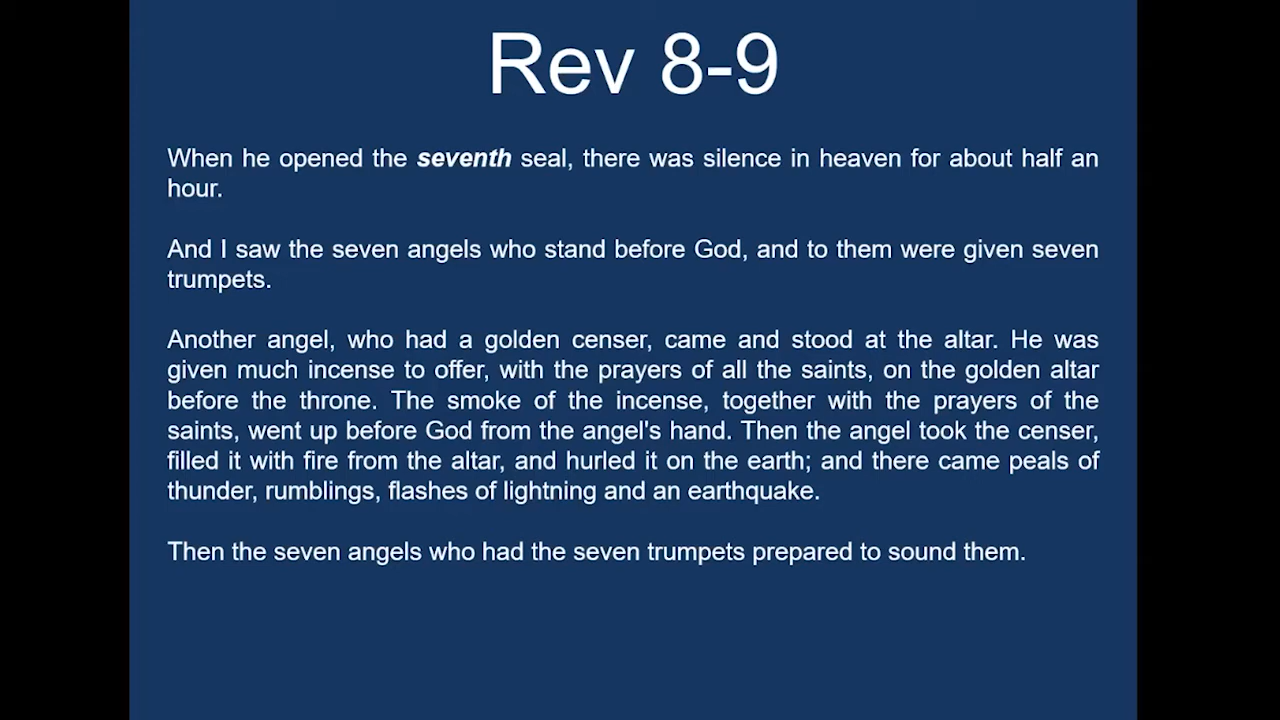 Rev 8-9
When he opened the seventh seal, there was silence in heaven for about half an
hour.
And I saw the seven angels who stand before God, and to them were given seven
trumpets.
Another angel, who had a golden censer, came and stood at the altar. He was
given much incense to offer, with the prayers of all the saints, on the golden altar
before the throne. The smoke of the incense, together with the prayers of the
saints, went up before God from the angel's hand. Then the angel took the censer,
filled it with fire from the altar, and hurled it on the earth; and there came peals of
thunder, rumblings, flashes of lightning and an earthquake.
Then the seven angels who had the seven trumpets prepared to sound them.